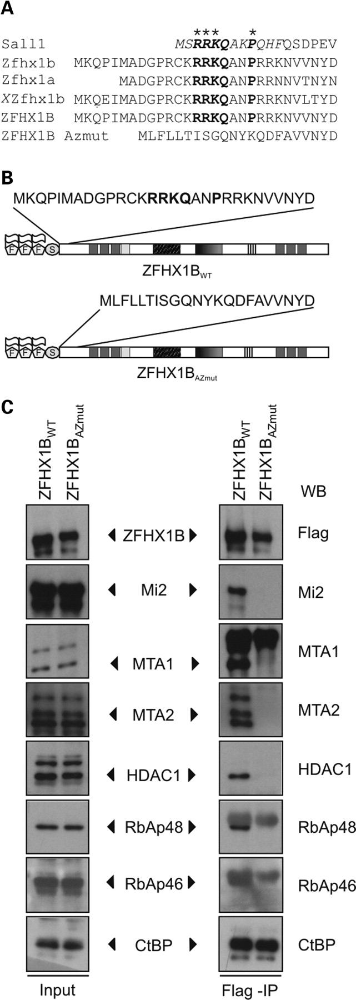 A
* * * *
Sall1 MSRRKQAKPQHFQSDPEV
Zfhx1b MKQPIMADGPRCKRRKQANPRRKNVVNYD
Zfhx1a MADGPRCKRRKQANPRRNNVTNYN
XZfhx1b MKQEIMADGPRCKRRKQANPRRKNVLTYD
ZFHX1B MKQPIMADGPRCKRRKQANPRRKNVVNYD
ZFHX1B Azmut MLFLLTISGQNYKQDFAVVNYD
B
MKQPIMADGPRCKRRKQANPRRKNVVNYD
F F F S
ZFHX1BWT
MLFLLTISGQNYKQDFAVVNYD
F F F S
ZFHX1BAZmut
C
ZFHX1BWT ZFHX1BAZmut ZFHX1BWT ZFHX1BAZmut
WB
ZFHX1B Flag
Mi2 Mi2
MTA1 MTA1
MTA2 MTA2
HDAC1 HDAC1
RbAp48 RbAp48
RbAp46 RbAp46
CtBP CtBP
Input Flag -IP